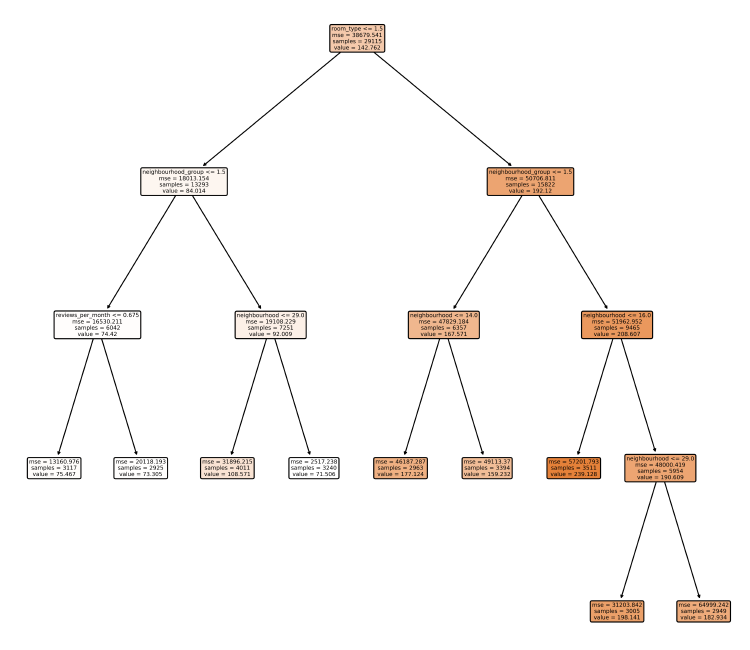 room_type <= 1.5
mse = 38679.541
samples = 29115
value = 142.762
neighbourhood_group <= 1.5
mse = 18013.154
samples = 13293
value = 84.014
neighbourhood_group <= 1.5
mse = 50706.811
samples = 15822
value = 192.12
reviews_per_month <= 0.675
mse = 16530.211
samples = 6042
value = 74.42
neighbourhood <= 29.0
mse = 19108.229
samples = 7251
value = 92.009
neighbourhood <= 14.0
mse = 47829.184
samples = 6357
value = 167.571
neighbourhood <= 16.0
mse = 51962.952
samples = 9465
value = 208.607
mse = 13160.976
samples = 3117
value = 75.467
mse = 20118.193
samples = 2925
value = 73.305
mse = 31896.215
samples = 4011
value = 108.571
mse = 2517.238
samples = 3240
value = 71.506
mse = 46187.287
samples = 2963
value = 177.124
mse = 49113.37
samples = 3394
value = 159.232
mse = 57201.793
samples = 3511
value = 239.128
neighbourhood <= 29.0
mse = 48000.419
samples = 5954
value = 190.609
mse = 31203.842
samples = 3005
value = 198.141
mse = 64999.242
samples = 2949
value = 182.934